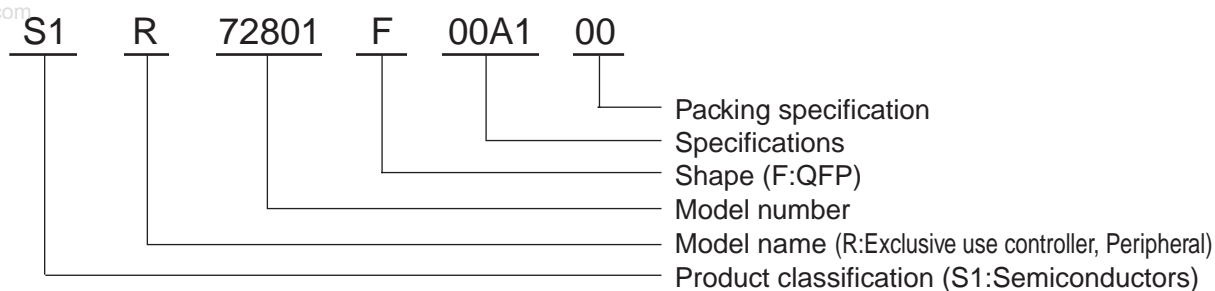 com
S1 R 72801 F 00A1 00
Packing specification
Specifications
Shape (F:QFP)
Model number
Model name (R:Exclusive use controller, Peripheral)
Product classification (S1:Semiconductors)